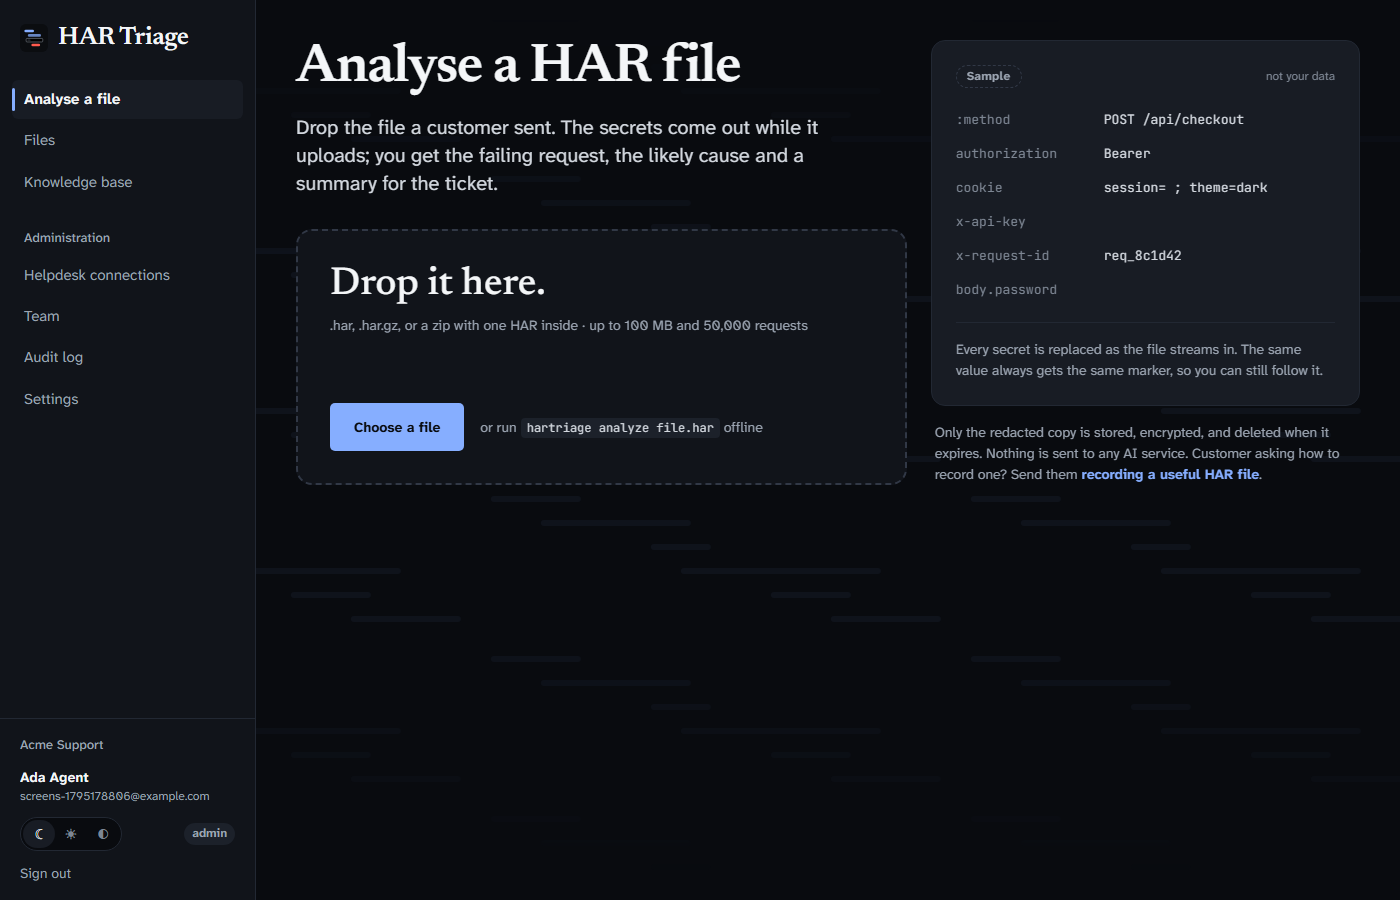 HAR Triage
Analyse a file
Files
Knowledge base
Administration
Helpdesk connections
Team
Audit log
Settings
Acme Support
Ada Agent
screens-1795178806@example.com
admin
Sign out
Analyse a HAR file
Drop the file a customer sent. The secrets come out while it
uploads; you get the failing request, the likely cause and a
summary for the ticket.
Drop it here.
.har, .har.gz, or a zip with one HAR inside · up to 100 MB and 50,000 requests
Choose a file
or run hartriage analyze file.har offline
Sample not your data
:method POST /api/checkout
authorization Bearer
cookie session= ; theme=dark
x-api-key
x-request-id req_8c1d42
body.password
Every secret is replaced as the file streams in. The same
value always gets the same marker, so you can still follow it.
Only the redacted copy is stored, encrypted, and deleted when it
expires. Nothing is sent to any AI service. Customer asking how to
record one? Send them recording a useful HAR file.